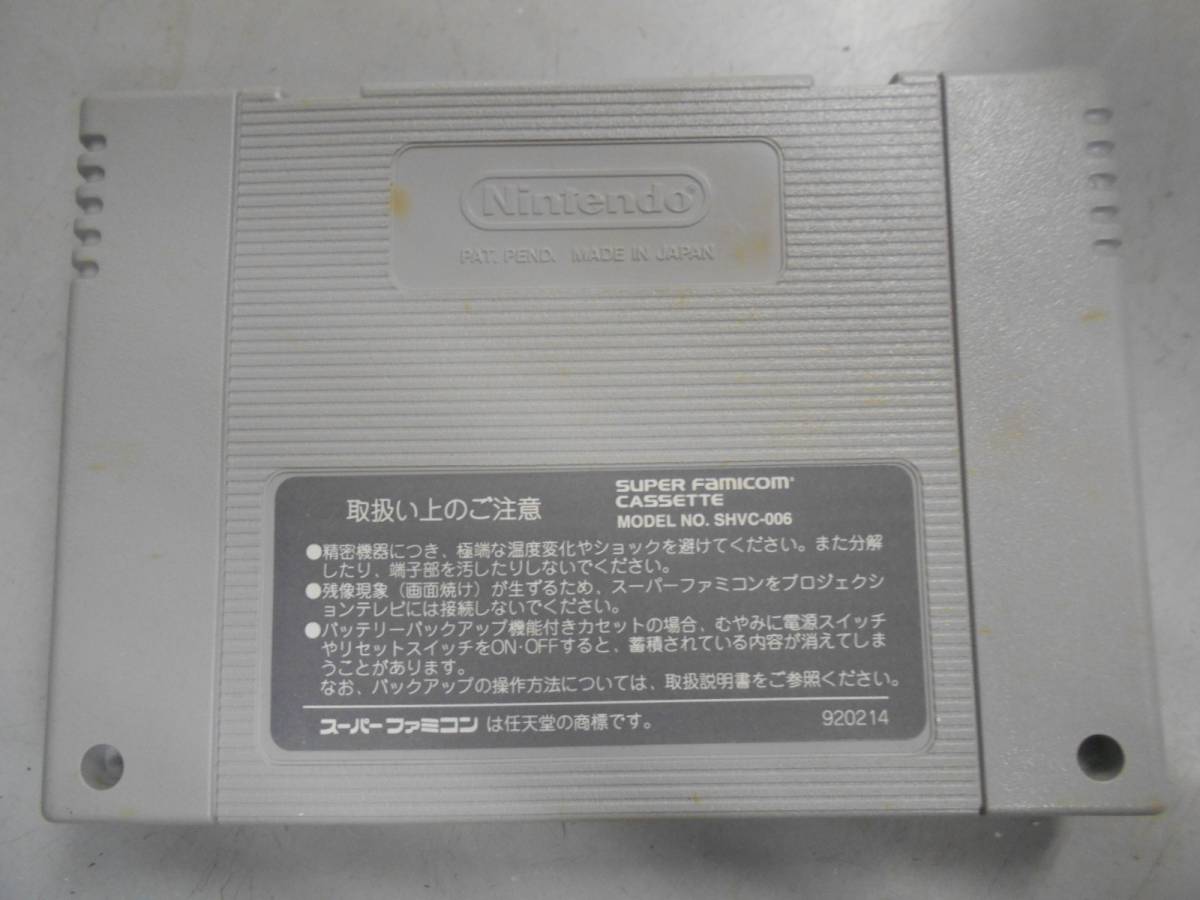 Nintendo®
PAT. PEND. MADE IN JAPAN
取扱い上のご注意
SUPER FAMICOM®
CASSETTE
MODEL NO. SHVC-006
●精密機器につき、極端な温度変化やショックを避けてください。また分解
したり、端子部を汚したりしないでください。
●残像現象（画面焼け）が生ずるため、スーパーファミコンをプロジェクシ
ョンテレビには接続しないでください。
●バッテリーバックアップ機能付きカセットの場合、むやみに電源スイッチ
やリセットスイッチをON・OFFすると、蓄積されている内容が消えてしま
うことがあります。
なお、バックアップの操作方法については、取扱説明書をご参照ください。
スーパーファミコン は任天堂の商標です。
920214